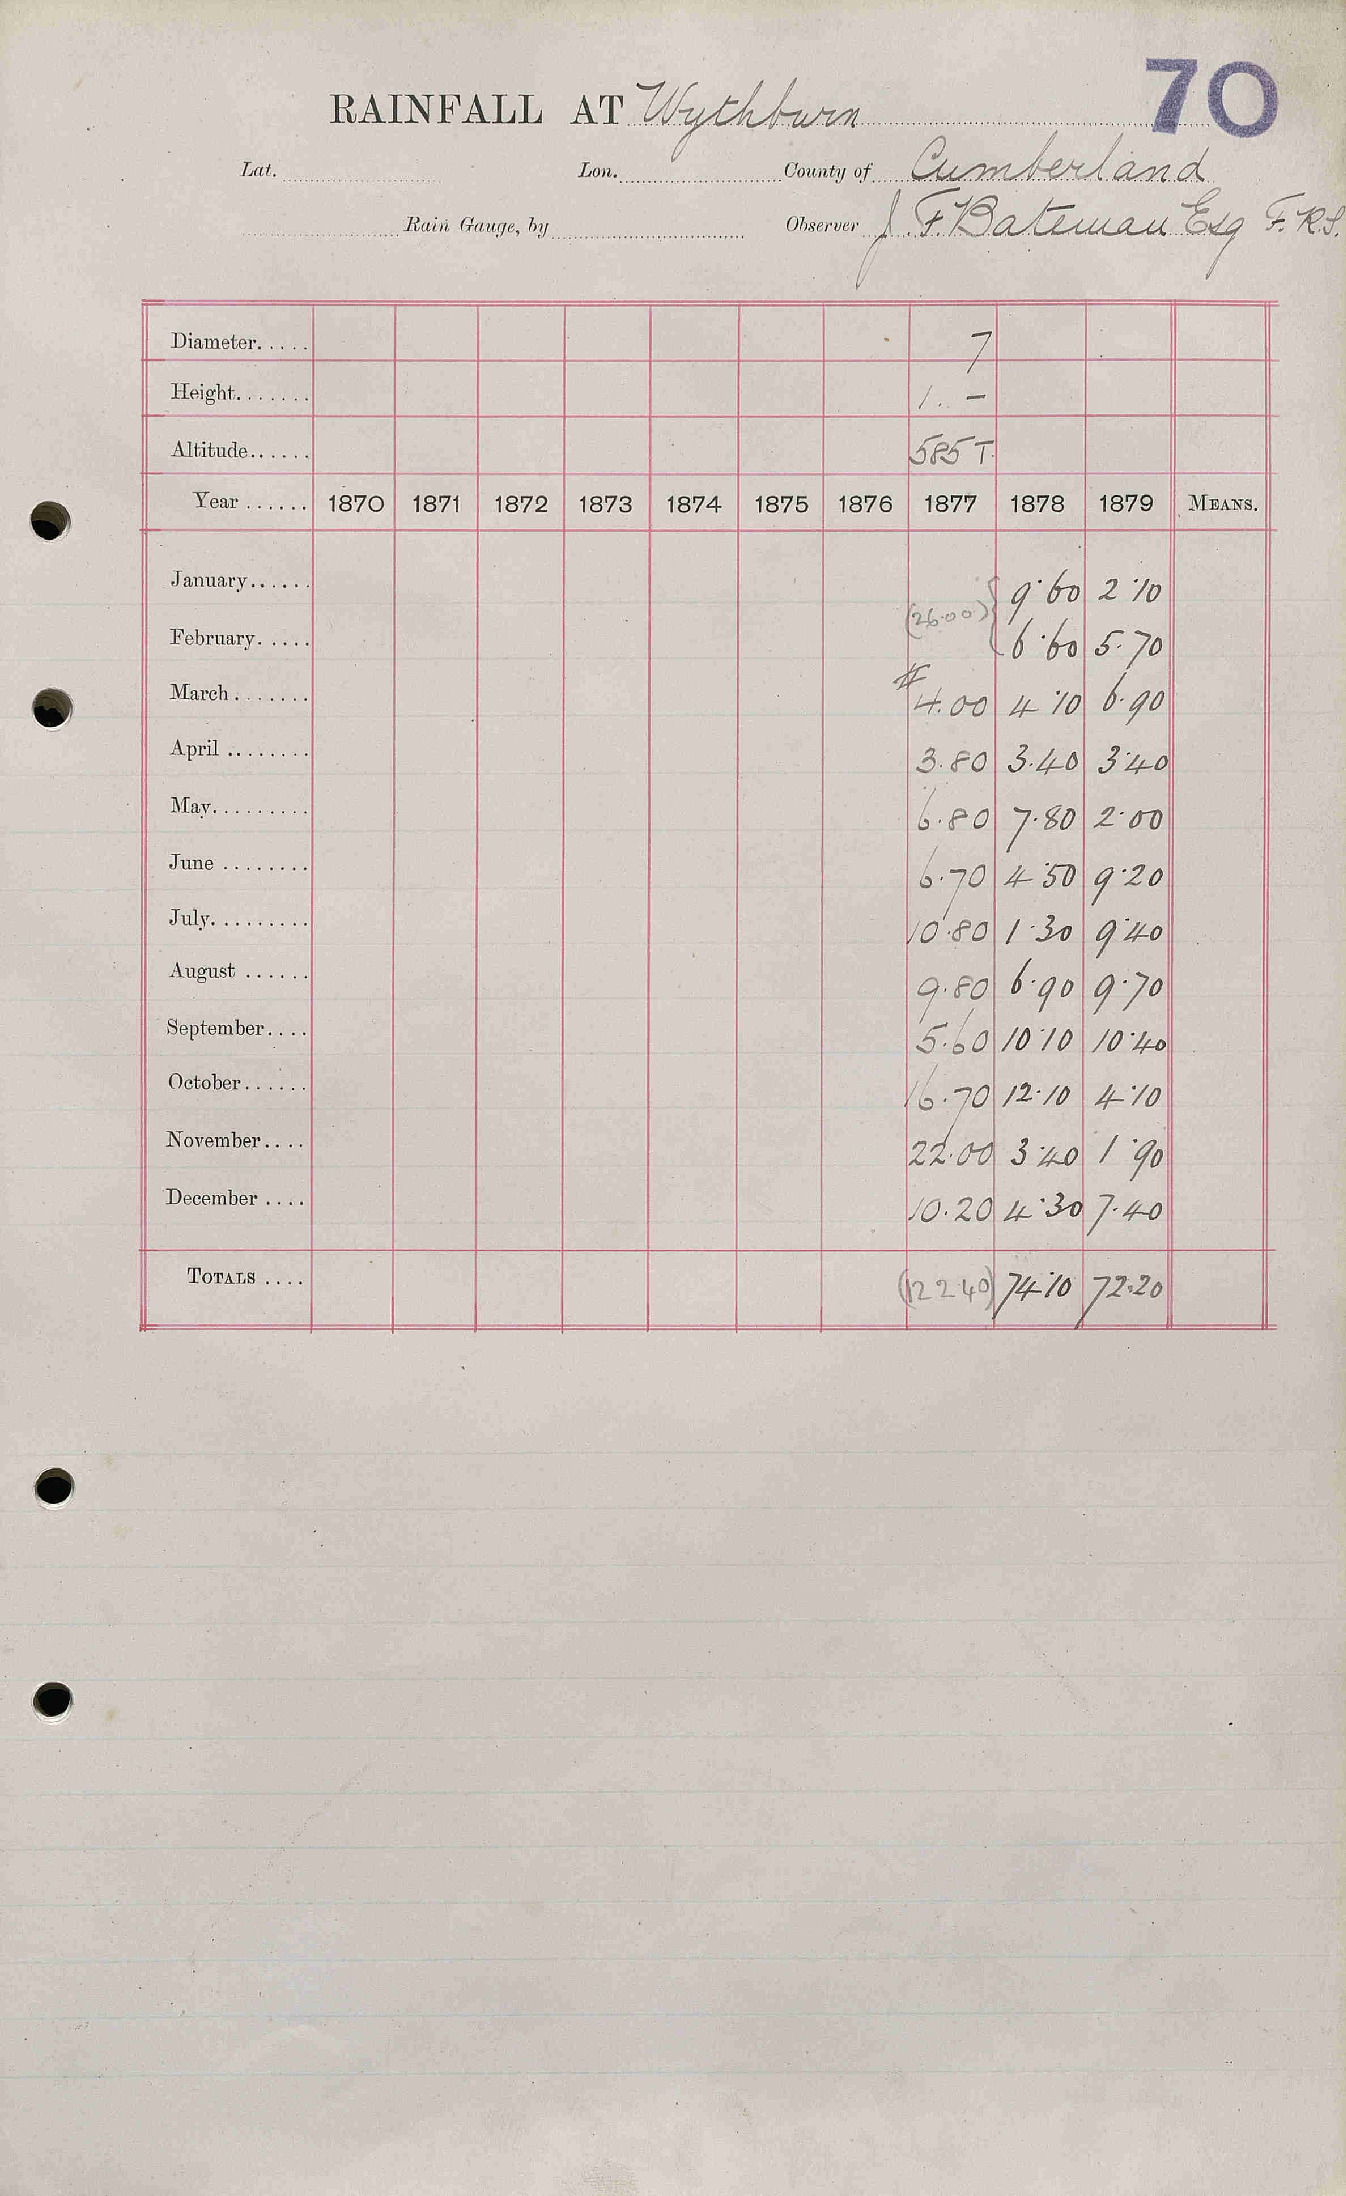 70
RAINFALL AT Wythburn
Lat. Lon. County of Cumberland
Rain Gauge, by Observer J. F. Bateman Esq F.R.S.
Diameter..... 7
Height....... 1. –
Altitude...... 585 T
Year ...... 1870 1871 1872 1873 1874 1875 1876 1877 1878 1879 MEANS.
January...... 9.60 2.10
(26.00) {
February..... 6.60 5.70
March ....... # 4.00 4.10 6.90
April ........ 3.80 3.40 3.40
May......... 6.80 7.80 2.00
June ........ 6.70 4.50 9.20
July......... 10.80 1.30 9.40
August ...... 9.80 6.90 9.70
September.... 5.60 10.10 10.40
October...... 16.70 12.10 4.10
November.... 22.00 3.40 1.90
December .... 10.20 4.30 7.40
TOTALS .... (122.40) 74.10 72.20